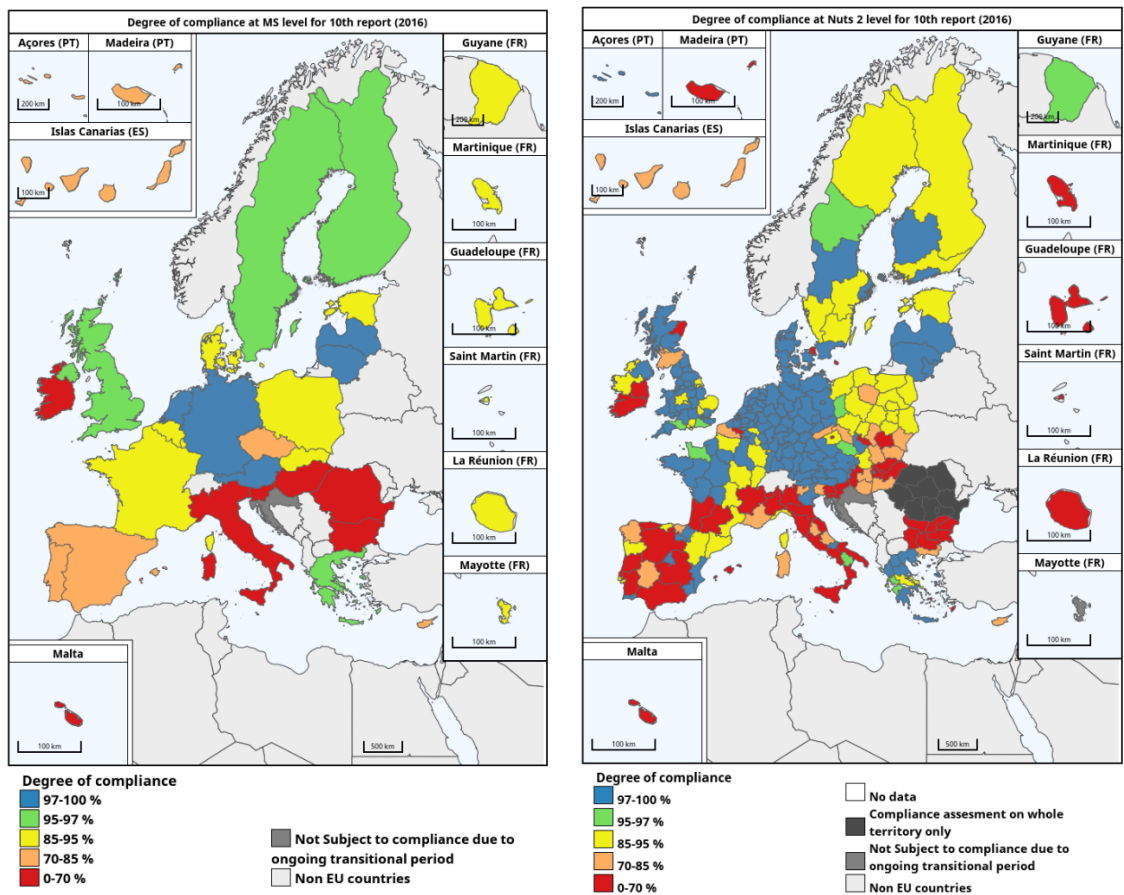 Degree of compliance at MS level for 10th report (2016)
Açores (PT)
Madeira (PT)
200 km
100 km
Islas Canarias (ES)
100 km
Guyane (FR)
200 km
Martinique (FR)
100 km
Guadeloupe (FR)
100 km
Saint Martin (FR)
100 km
La Réunion (FR)
100 km
Mayotte (FR)
100 km
Malta
100 km
500 km
Degree of compliance
97-100 %
95-97 %
85-95 %
70-85 %
0-70 %
Not Subject to compliance due to
ongoing transitional period
Non EU countries
Degree of compliance at Nuts 2 level for 10th report (2016)
Açores (PT)
Madeira (PT)
200 km
100 km
Islas Canarias (ES)
100 km
Guyane (FR)
200 km
Martinique (FR)
100 km
Guadeloupe (FR)
100 km
Saint Martin (FR)
100 km
La Réunion (FR)
100 km
Mayotte (FR)
100 km
Malta
100 km
500 km
Degree of compliance
97-100 %
95-97 %
85-95 %
70-85 %
0-70 %
No data
Compliance assesment on whole
territory only
Not Subject to compliance due to
ongoing transitional period
Non EU countries